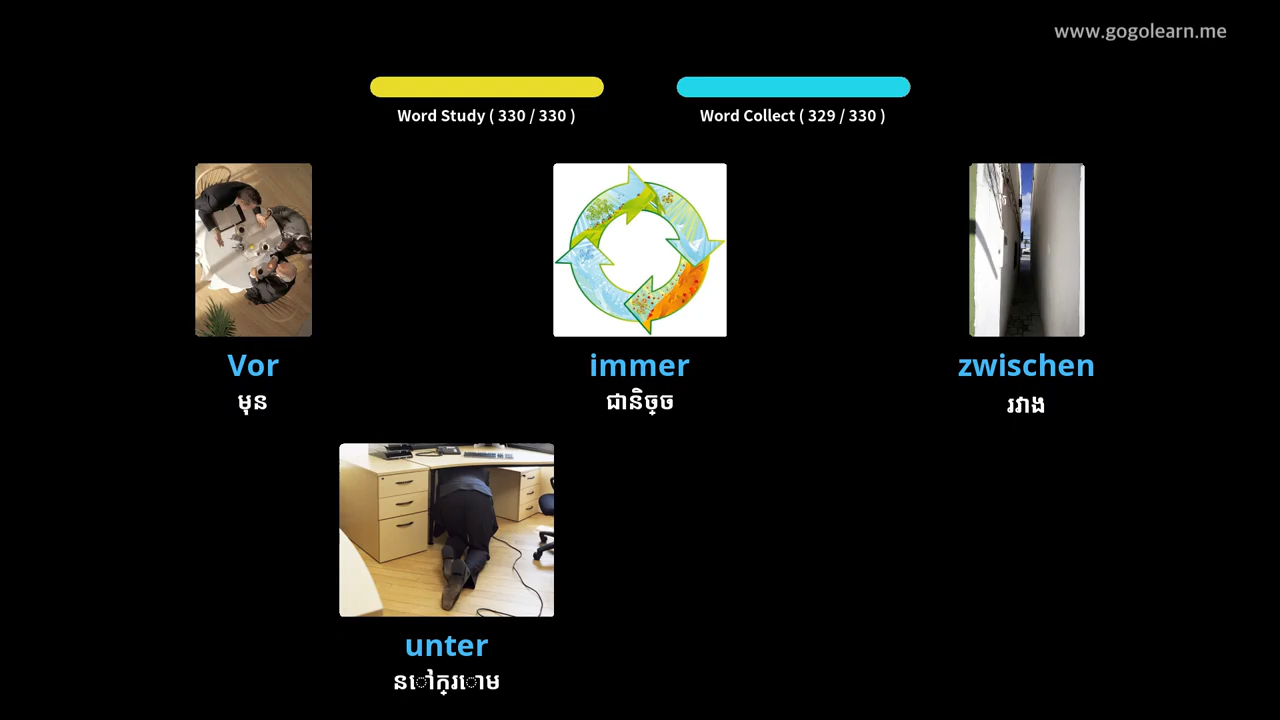 www.gogolearn.me
Word Study ( 330 / 330 )
Word Collect ( 329 / 330 )
Vor
មុន
immer
ជានិច្ច
zwischen
រវាង
unter
នៅក្រោម